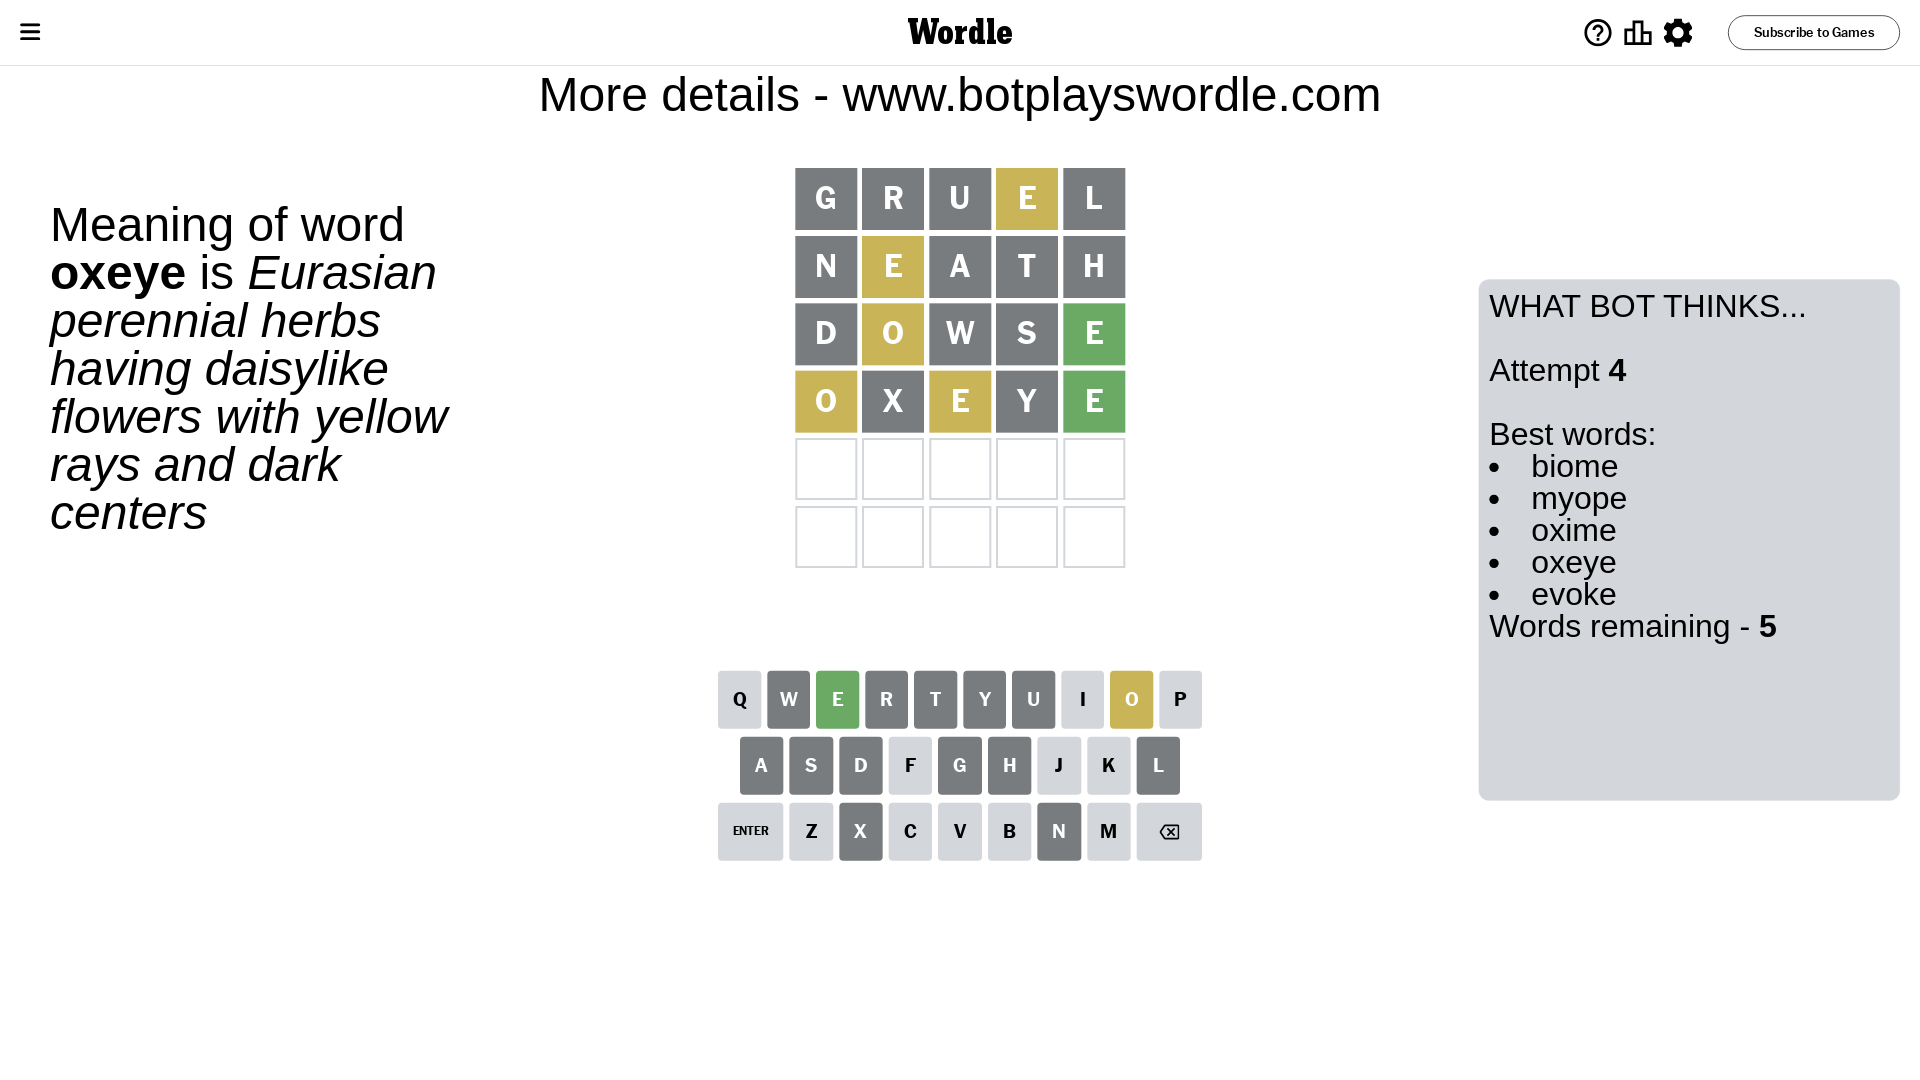 Wordle
Subscribe to Games
More details - www.botplayswordle.com
Meaning of word
oxeye is Eurasian
perennial herbs
having daisylike
flowers with yellow
rays and dark
centers
G R U E L
N E A T H
D O W S E
O X E Y E
WHAT BOT THINKS...
Attempt 4
Best words:
• biome
• myope
• oxime
• oxeye
• evoke
Words remaining - 5
Q W E R T Y U I O P
A S D F G H J K L
ENTER Z X C V B N M